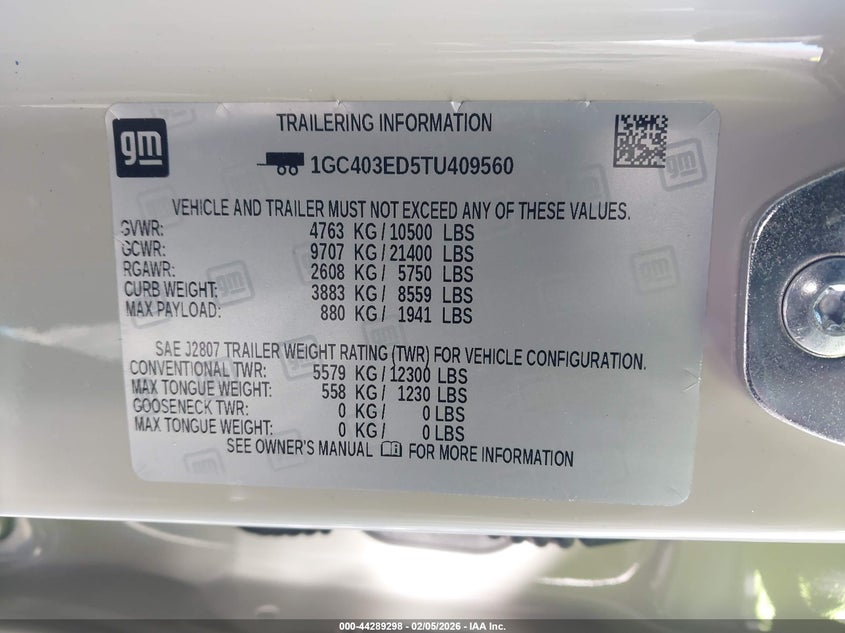 gm
TRAILERING INFORMATION
1GC403ED5TU409560
VEHICLE AND TRAILER MUST NOT EXCEED ANY OF THESE VALUES.
GVWR: 4763 KG / 10500 LBS
GCWR: 9707 KG / 21400 LBS
RGAWR: 2608 KG / 5750 LBS
CURB WEIGHT: 3883 KG / 8559 LBS
MAX PAYLOAD: 880 KG / 1941 LBS
SAE J2807 TRAILER WEIGHT RATING (TWR) FOR VEHICLE CONFIGURATION.
CONVENTIONAL TWR: 5579 KG / 12300 LBS
MAX TONGUE WEIGHT: 558 KG / 1230 LBS
GOOSENECK TWR: 0 KG / 0 LBS
MAX TONGUE WEIGHT: 0 KG / 0 LBS
SEE OWNER'S MANUAL FOR MORE INFORMATION
000-44289298 - 02/05/2026 - IAA Inc.